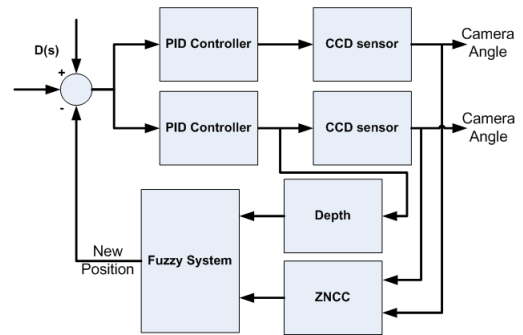 D(s)
+
-
PID Controller
CCD sensor
Camera
Angle
PID Controller
CCD sensor
Camera
Angle
Depth
New
Position
Fuzzy System
ZNCC